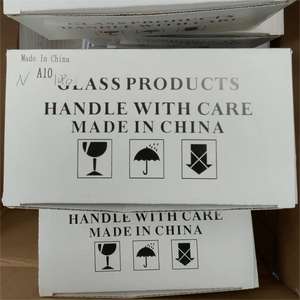 Made in China
N A10
GLASS PRODUCTS
HANDLE WITH CARE
MADE IN CHINA
HANDLE WITH CARE
MADE IN CHINA